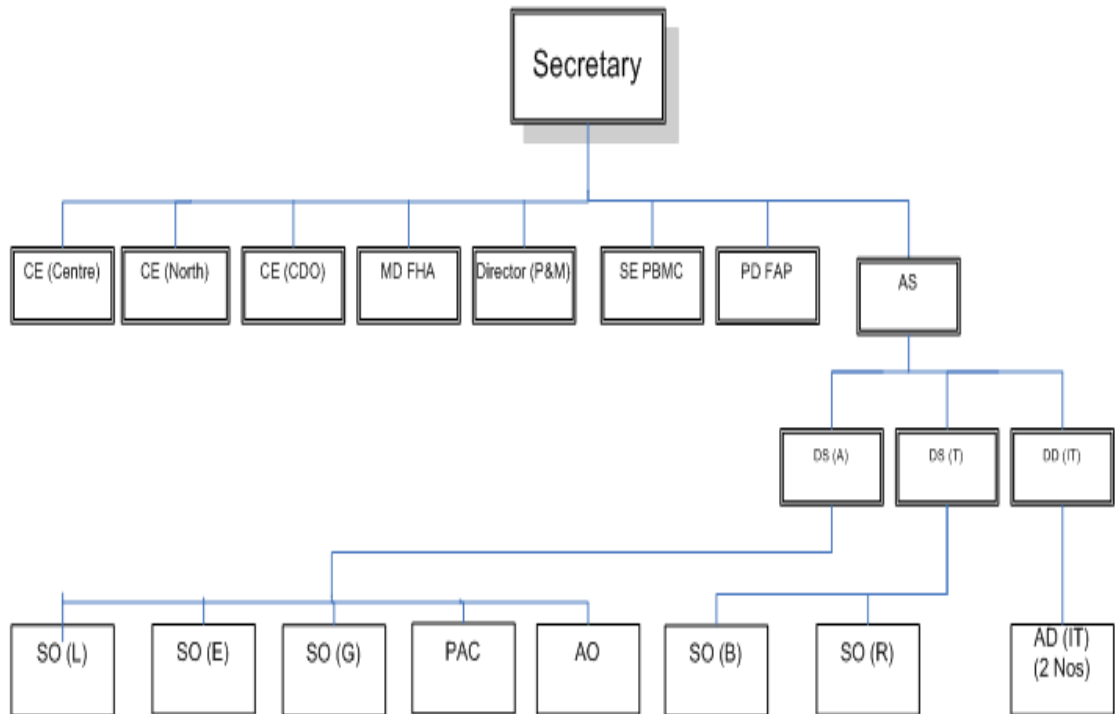 Secretary
CE (Centre)
CE (North)
CE (CDO)
MD FHA
Director (P&M)
SE PBMC
PD FAP
AS
DS (A)
DS (T)
DD (IT)
SO (L)
SO (E)
SO (G)
PAC
AO
SO (B)
SO (R)
AD (IT)
(2 Nos)